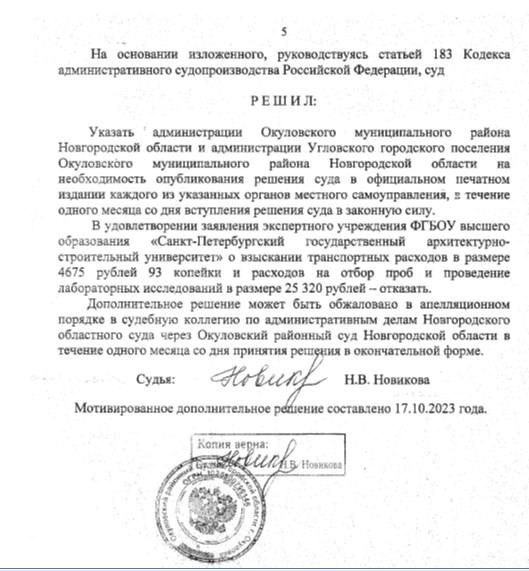 5
На основании изложенного, руководствуясь статьей 183 Кодекса
административного судопроизводства Российской Федерации, суд
Р Е Ш И Л:
Указать администрации Окуловского муниципального района
Новгородской области и администрации Угловского городского поселения
Окуловского муниципального района Новгородской области на
необходимость опубликования решения суда в официальном печатном
издании каждого из указанных органов местного самоуправления, в течение
одного месяца со дня вступления решения суда в законную силу.
В удовлетворении заявления экспертного учреждения ФГБОУ высшего
образования «Санкт-Петербургский государственный архитектурно-
строительный университет» о взыскании транспортных расходов в размере
4675 рублей 93 копейки и расходов на отбор проб и проведение
лабораторных исследований в размере 25 320 рублей – отказать.
Дополнительное решение может быть обжаловано в апелляционном
порядке в судебную коллегию по административным делам Новгородского
областного суда через Окуловский районный суд Новгородской области в
течение одного месяца со дня принятия решения в окончательной форме.
Судья: Новик Н.В. Новикова
Мотивированное дополнительное решение составлено 17.10.2023 года.
Копия верна:
Новик Н.В. Новикова